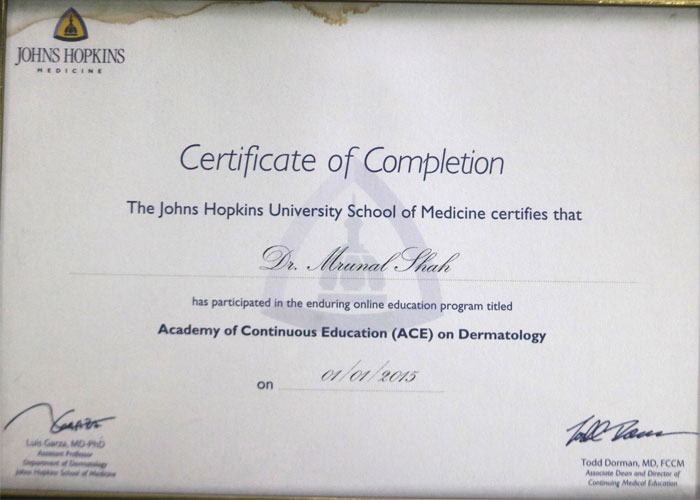 JOHNS HOPKINS
MEDICINE
Certificate of Completion
The Johns Hopkins University School of Medicine certifies that
Dr. Mrunal Shah
has participated in the enduring online education program titled
Academy of Continuous Education (ACE) on Dermatology
on 01/01/2015
Luis Garza, MD-PhD
Assistant Professor
Department of Dermatology
Johns Hopkins School of Medicine
Todd Dorman, MD, FCCM
Associate Dean and Director of
Continuing Medical Education